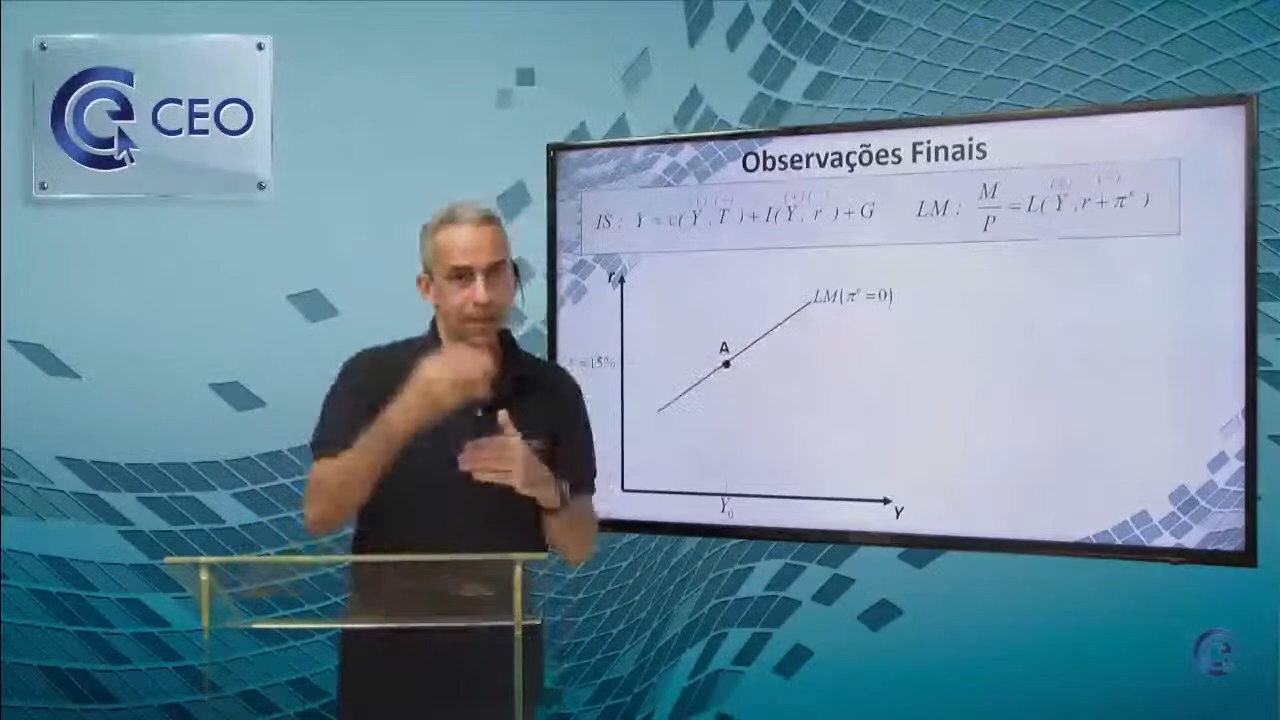 CEO
Observações Finais
IS : Y = c( Y , T ) + I( Y, r ) + G
LM : M/P = L( Y , r + π^e )
r
LM( π^e = 0 )
A
= 15%
Y₀
Y